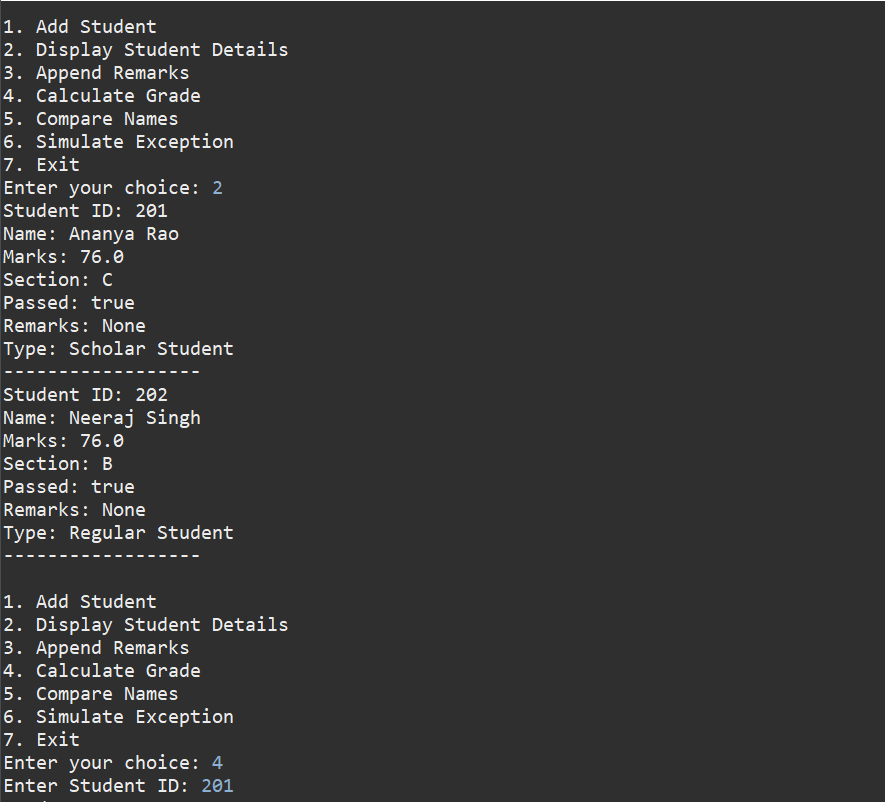 1. Add Student
2. Display Student Details
3. Append Remarks
4. Calculate Grade
5. Compare Names
6. Simulate Exception
7. Exit
Enter your choice: 2
Student ID: 201
Name: Ananya Rao
Marks: 76.0
Section: C
Passed: true
Remarks: None
Type: Scholar Student
------------------
Student ID: 202
Name: Neeraj Singh
Marks: 76.0
Section: B
Passed: true
Remarks: None
Type: Regular Student
------------------
1. Add Student
2. Display Student Details
3. Append Remarks
4. Calculate Grade
5. Compare Names
6. Simulate Exception
7. Exit
Enter your choice: 4
Enter Student ID: 201